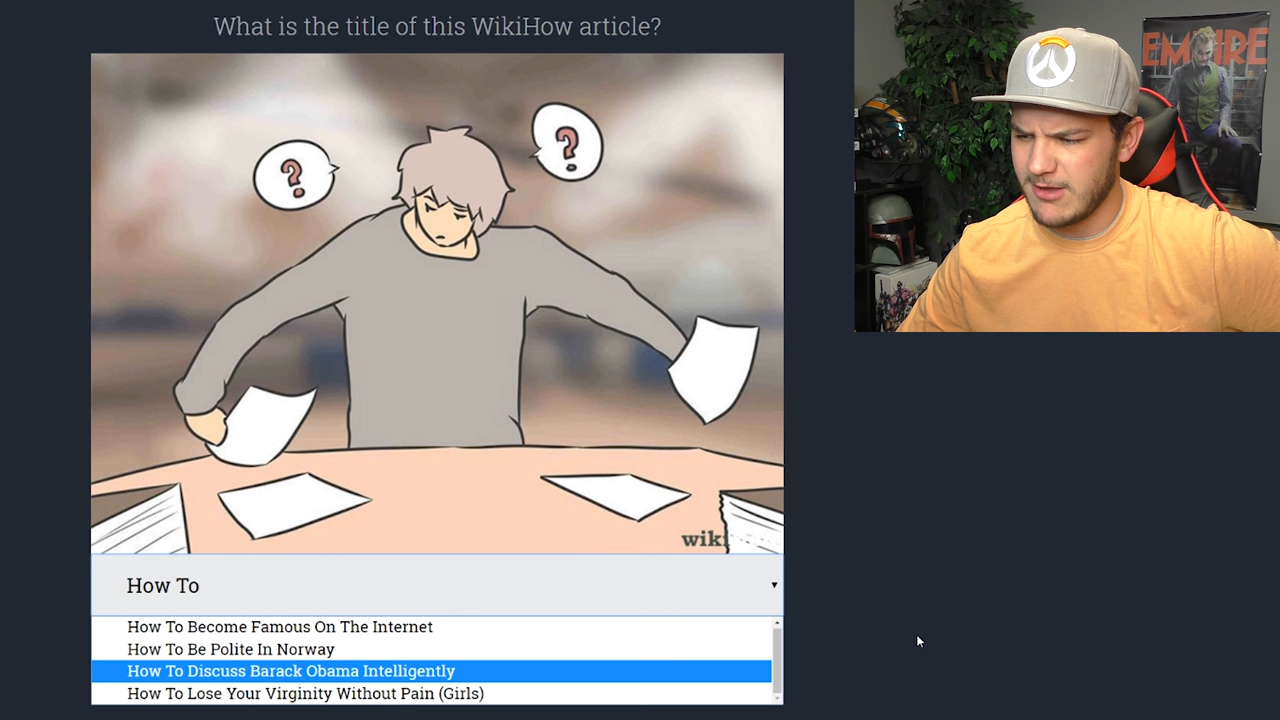 What is the title of this WikiHow article?
EMPIRE
?
?
wiki
How To
How To Become Famous On The Internet
How To Be Polite In Norway
How To Discuss Barack Obama Intelligently
How To Lose Your Virginity Without Pain (Girls)